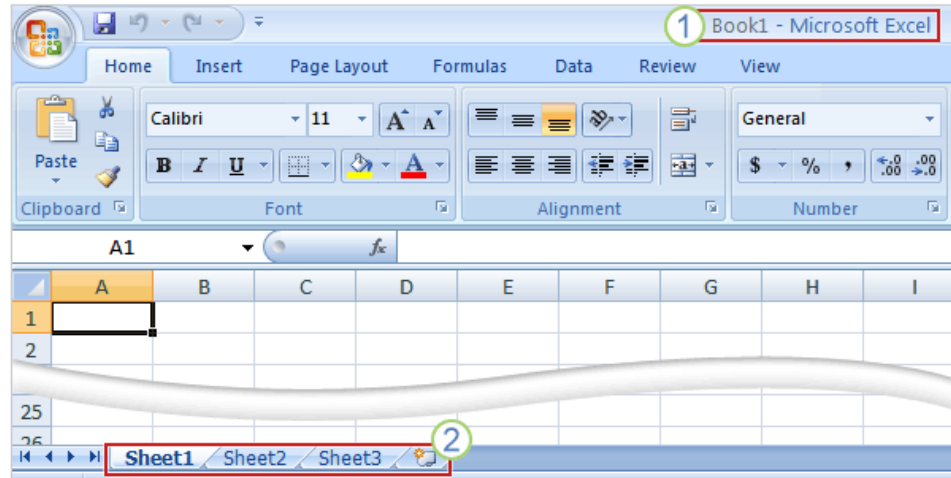 1 Book1 - Microsoft Excel
Home Insert Page Layout Formulas Data Review View
Calibri 11 A A General
Paste B I U A a $ % , .0 .00 .00 .0
Clipboard Font Alignment Number
A1 fx
A B C D E F G H I
1
2
25
26
2
Sheet1 Sheet2 Sheet3